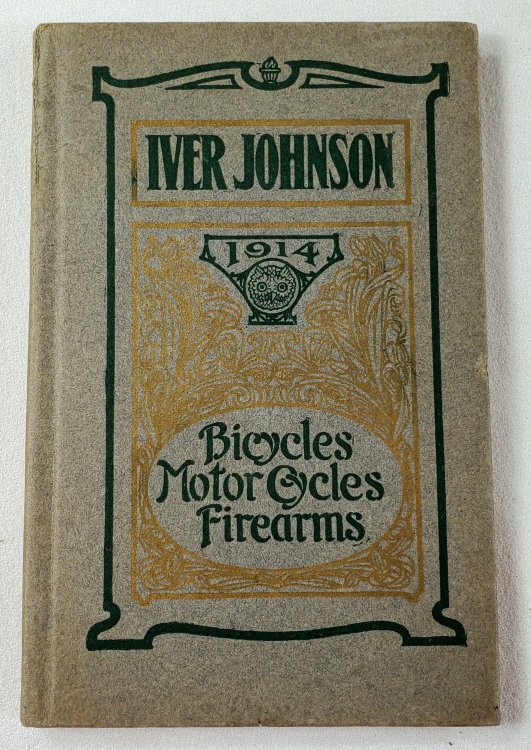 IVER JOHNSON
1914
Bicycles
Motor Cycles
Firearms